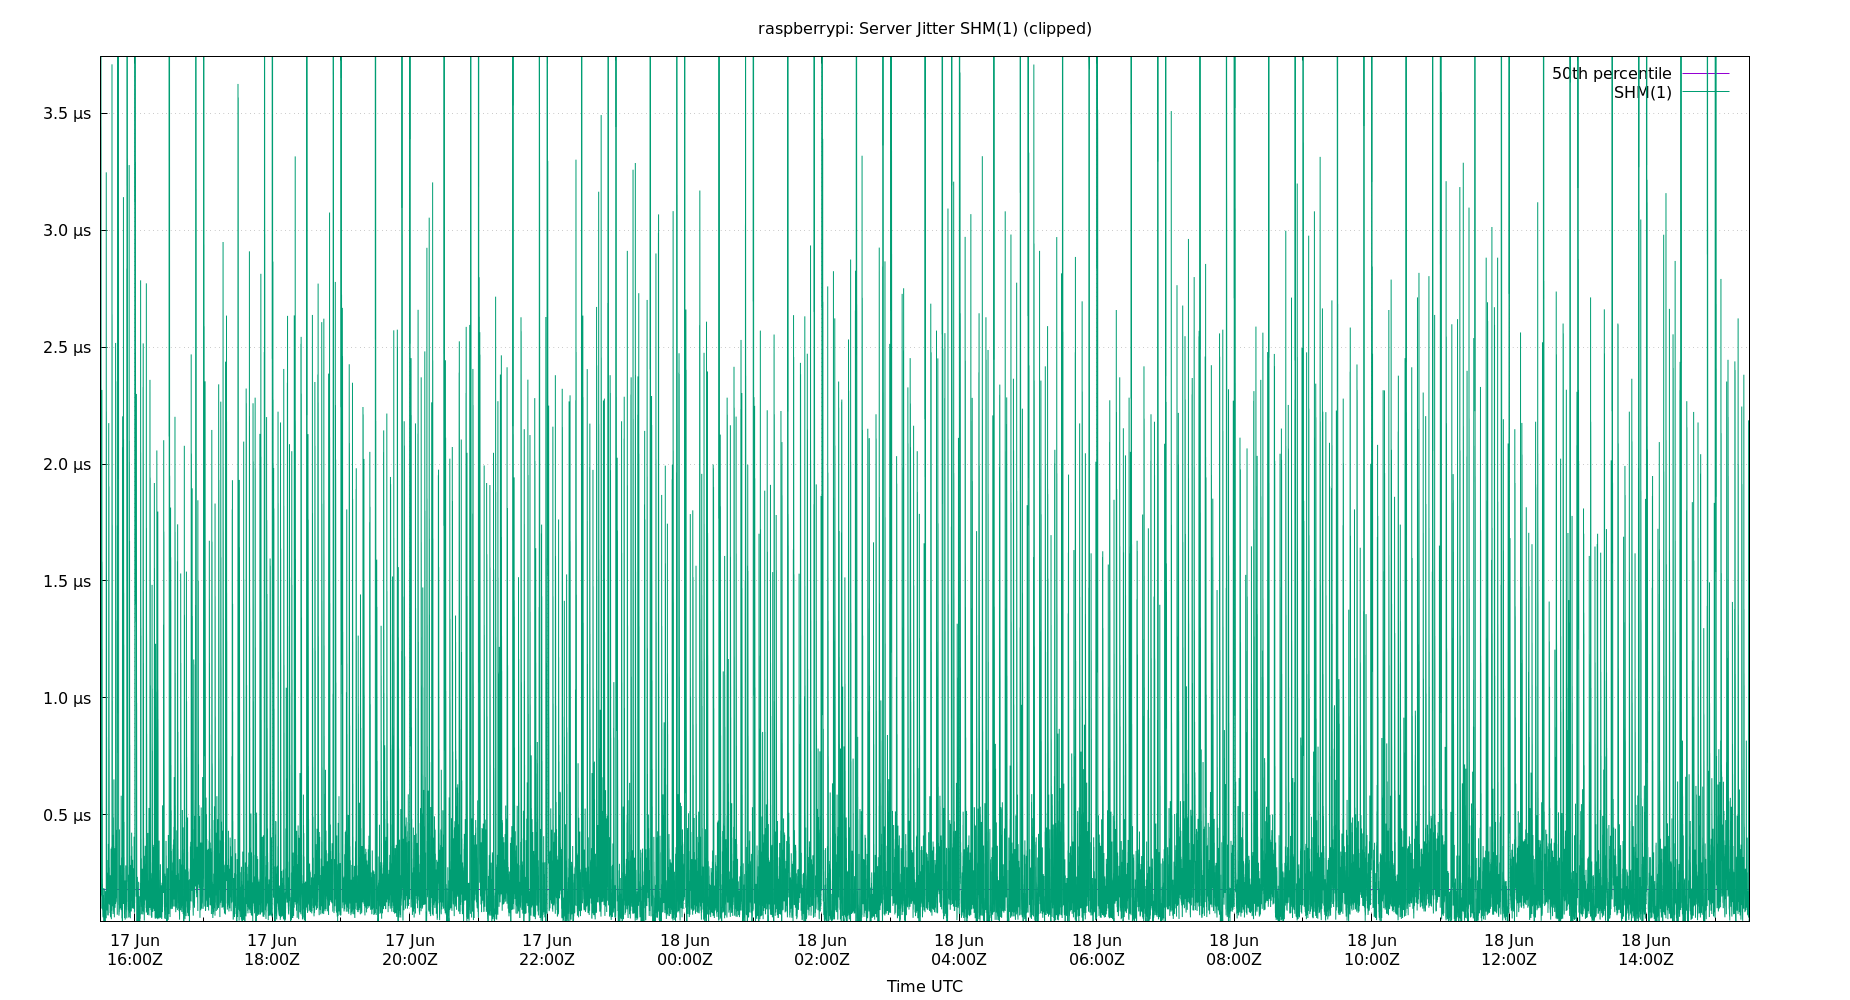 raspberrypi: Server Jitter SHM(1) (clipped)
50th percentile
SHM(1)
3.5 µs
3.0 µs
2.5 µs
2.0 µs
1.5 µs
1.0 µs
0.5 µs
17 Jun 17 Jun 17 Jun 17 Jun 18 Jun 18 Jun 18 Jun 18 Jun 18 Jun 18 Jun 18 Jun 18 Jun
16:00Z 18:00Z 20:00Z 22:00Z 00:00Z 02:00Z 04:00Z 06:00Z 08:00Z 10:00Z 12:00Z 14:00Z
Time UTC